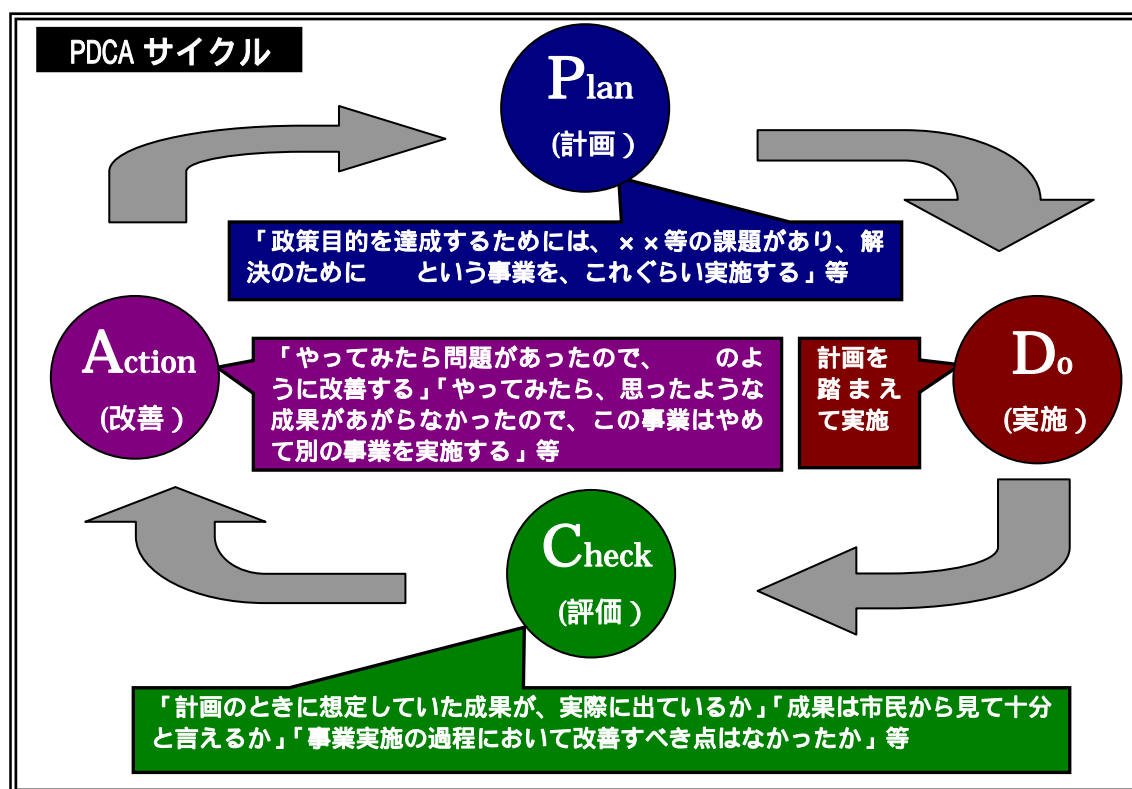 PDCA サイクル
Plan
(計画)
「政策目的を達成するためには、××等の課題があり、解
決のために　　という事業を、これぐらい実施する」等
Action
(改善)
「やってみたら問題があったので、　　のよ
うに改善する」「やってみたら、思ったような
成果があがらなかったので、この事業はやめ
て別の事業を実施する」等
計画を
踏まえ
て実施
Do
(実施)
Check
(評価)
「計画のときに想定していた成果が、実際に出ているか」「成果は市民から見て十分
と言えるか」「事業実施の過程において改善すべき点はなかったか」等